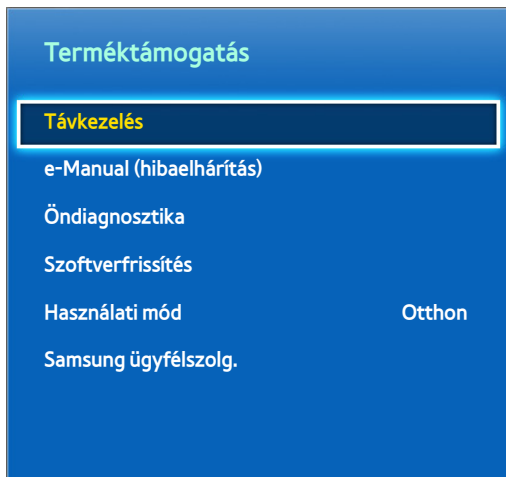 Terméktámogatás
Távkezelés
e-Manual (hibaelhárítás)
Öndiagnosztika
Szoftverfrissítés
Használati mód Otthon
Samsung ügyfélszolg.